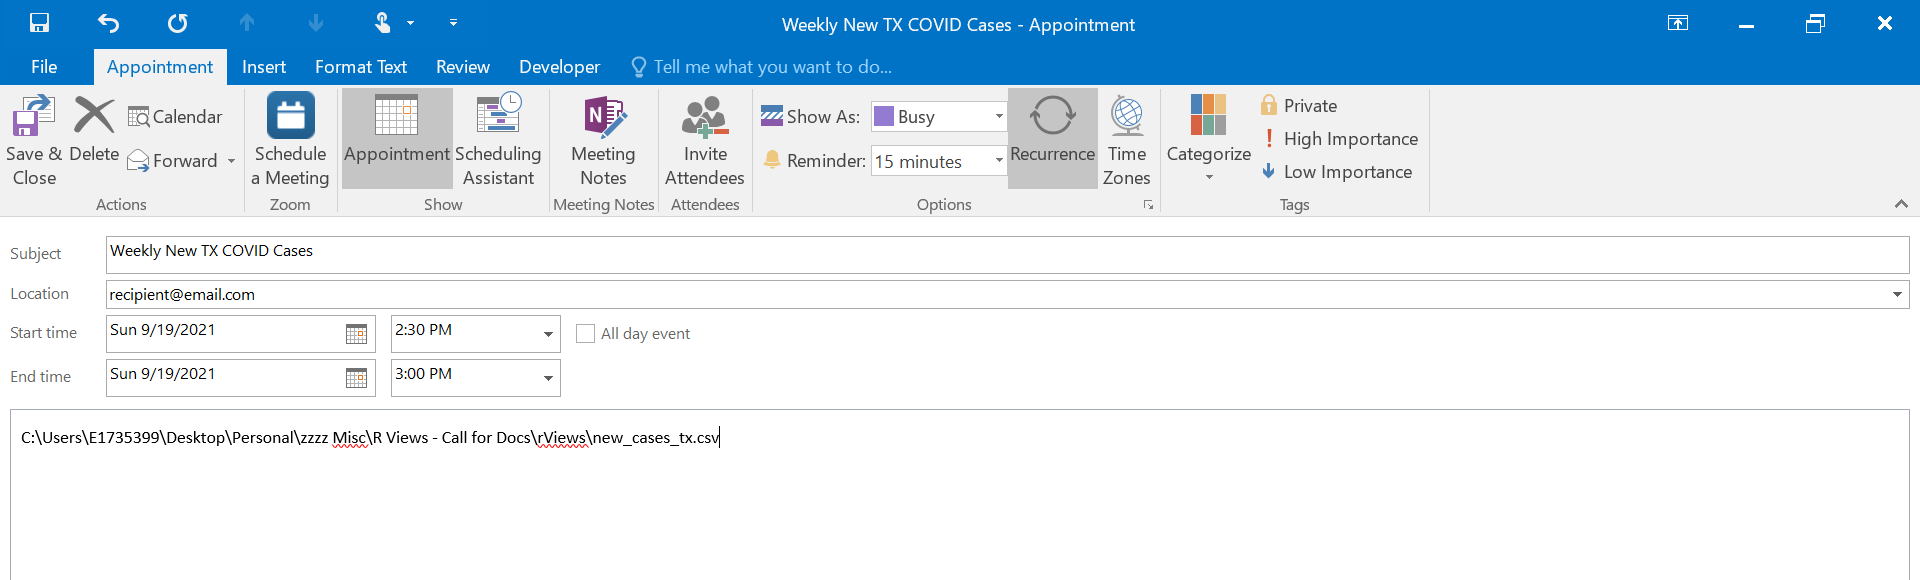 Weekly New TX COVID Cases - Appointment
File Appointment Insert Format Text Review Developer Tell me what you want to do...
Save & Close
Delete
Calendar
Forward
Actions
Schedule a Meeting
Zoom
Appointment
Scheduling Assistant
Show
Meeting Notes
Meeting Notes
Invite Attendees
Attendees
Show As: Busy
Reminder: 15 minutes
Recurrence
Time Zones
Options
Categorize
Private
High Importance
Low Importance
Tags
Subject Weekly New TX COVID Cases
Location recipient@email.com
Start time Sun 9/19/2021 2:30 PM All day event
End time Sun 9/19/2021 3:00 PM
C:\Users\E1735399\Desktop\Personal\zzzz Misc\R Views - Call for Docs\rViews\new_cases_tx.csv